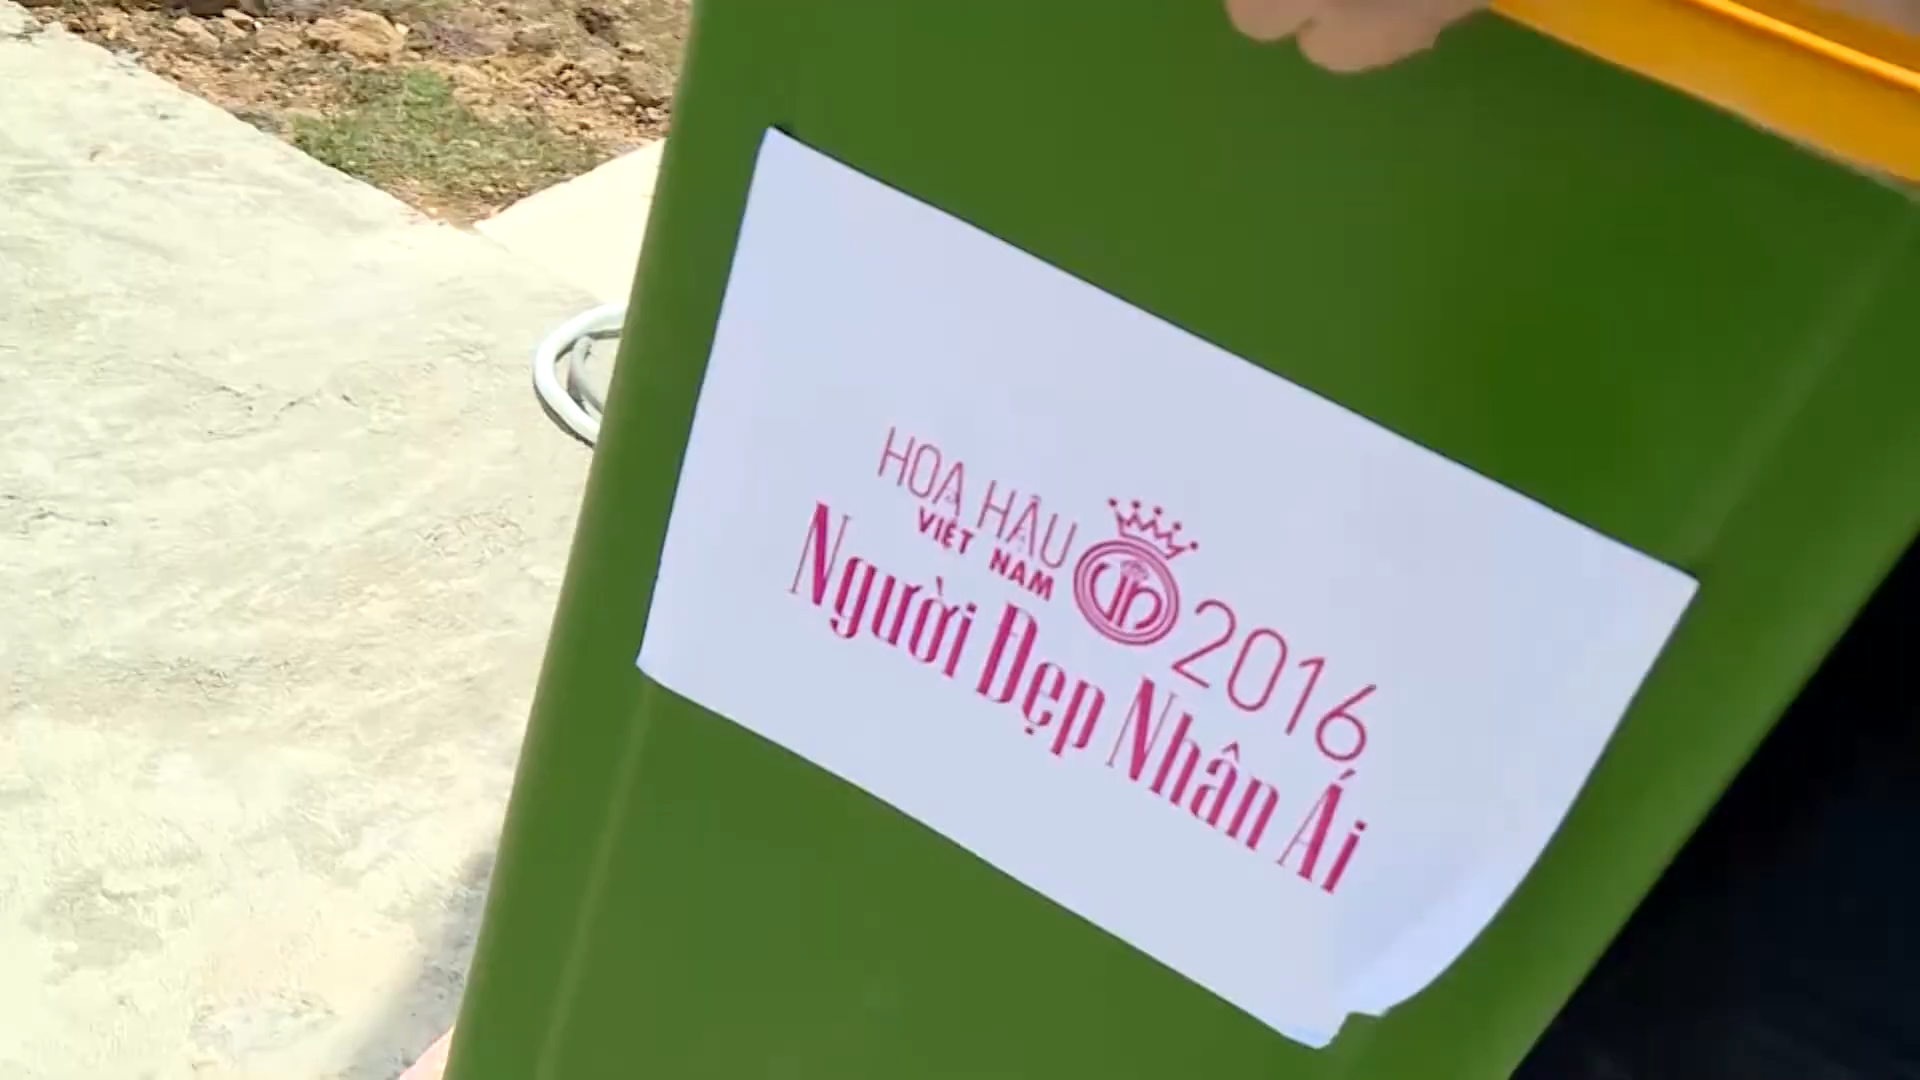 HOA HẬU 2016
VIỆT NAM
Người Đẹp Nhân Ái